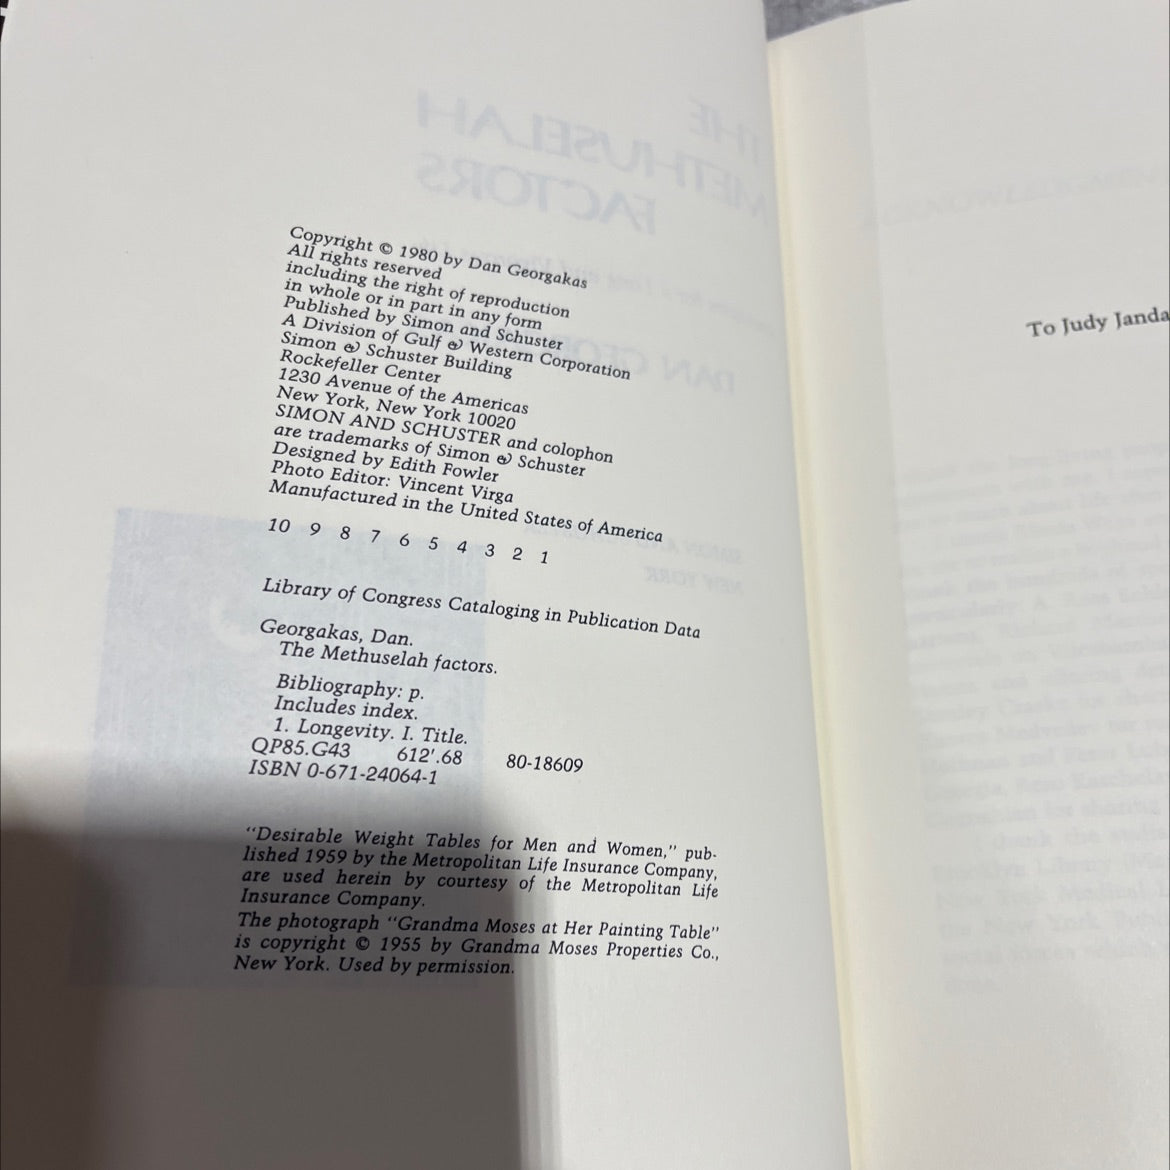 THE
METHUSELAH
FACTORS
Copyright © 1980 by Dan Georgakas
All rights reserved
including the right of reproduction
in whole or in part in any form
Published by Simon and Schuster
A Division of Gulf & Western Corporation
Simon & Schuster Building
Rockefeller Center
1230 Avenue of the Americas
New York, New York 10020
SIMON AND SCHUSTER and colophon
are trademarks of Simon & Schuster
Designed by Edith Fowler
Photo Editor: Vincent Virga
Manufactured in the United States of America
10 9 8 7 6 5 4 3 2 1
Library of Congress Cataloging in Publication Data
Georgakas, Dan.
The Methuselah factors.
Bibliography: p.
Includes index.
1. Longevity. I. Title.
QP85.G43 612'.68 80-18609
ISBN 0-671-24064-1
"Desirable Weight Tables for Men and Women," pub-
lished 1959 by the Metropolitan Life Insurance Company,
are used herein by courtesy of the Metropolitan Life
Insurance Company.
The photograph "Grandma Moses at Her Painting Table"
is copyright © 1955 by Grandma Moses Properties Co.,
New York. Used by permission.
To Judy Janda